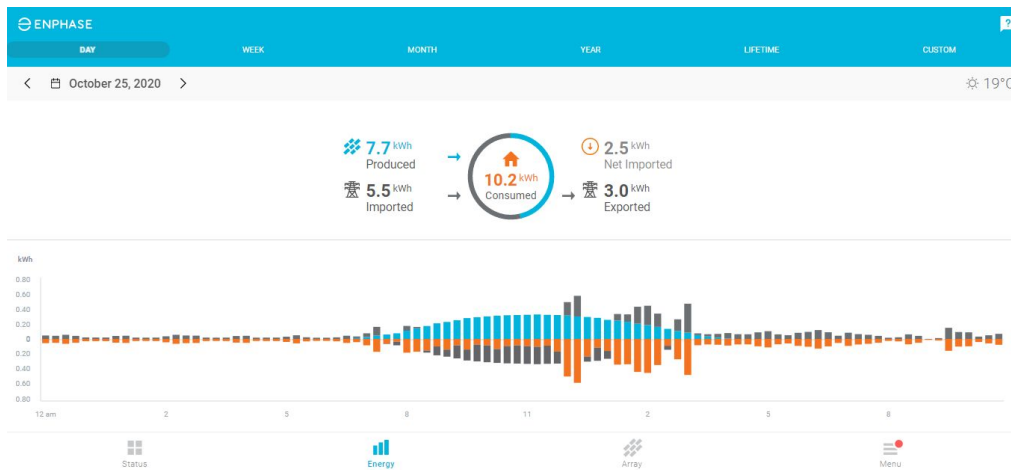 ENPHASE
?
DAY WEEK MONTH YEAR LIFETIME CUSTOM
October 25, 2020
19°C
7.7 kWh
Produced
5.5 kWh
Imported
10.2 kWh
Consumed
2.5 kWh
Net Imported
3.0 kWh
Exported
kWh
0.80
0.60
0.40
0.20
0
0.20
0.40
0.60
0.80
12 am 2 5 8 11 2 5 8
Status Energy Array Menu